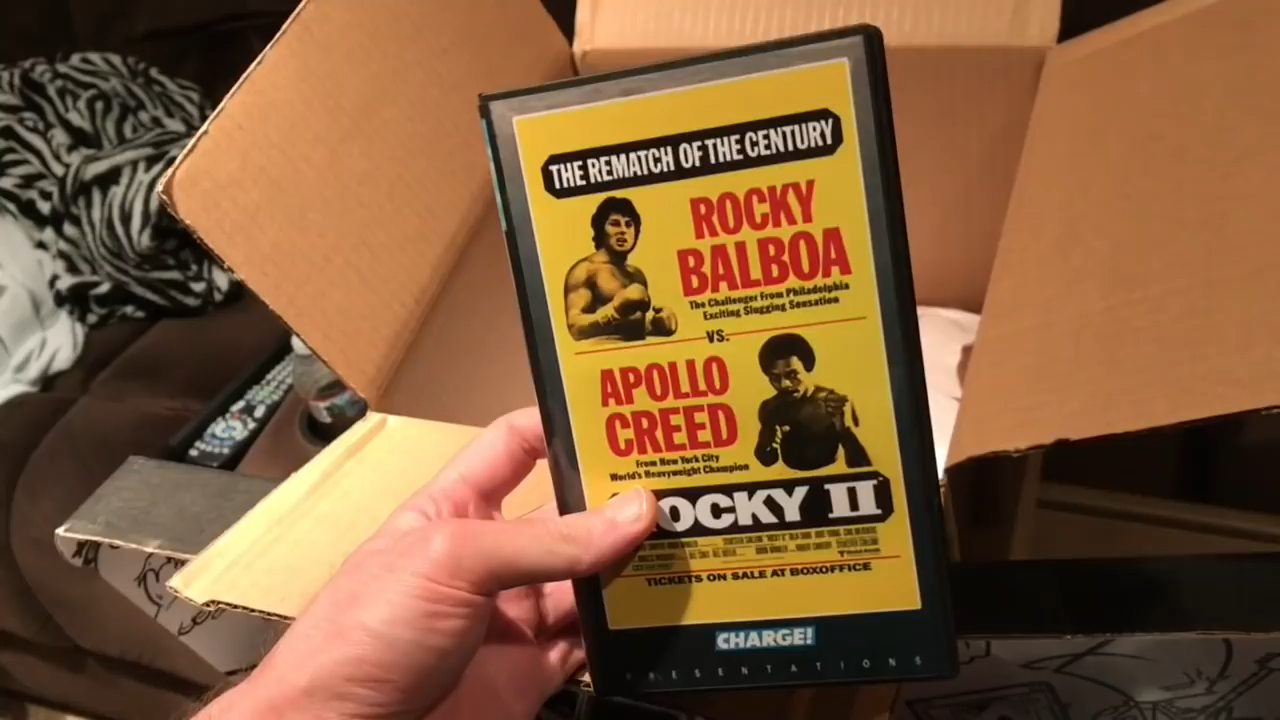 THE REMATCH OF THE CENTURY
ROCKY
BALBOA
The Challenger From Philadelphia
Exciting Slugging Sensation
VS.
APOLLO
CREED
From New York City
World's Heavyweight Champion
ROCKY II
TICKETS ON SALE AT BOXOFFICE
CHARGE!
PRESENTATIONS